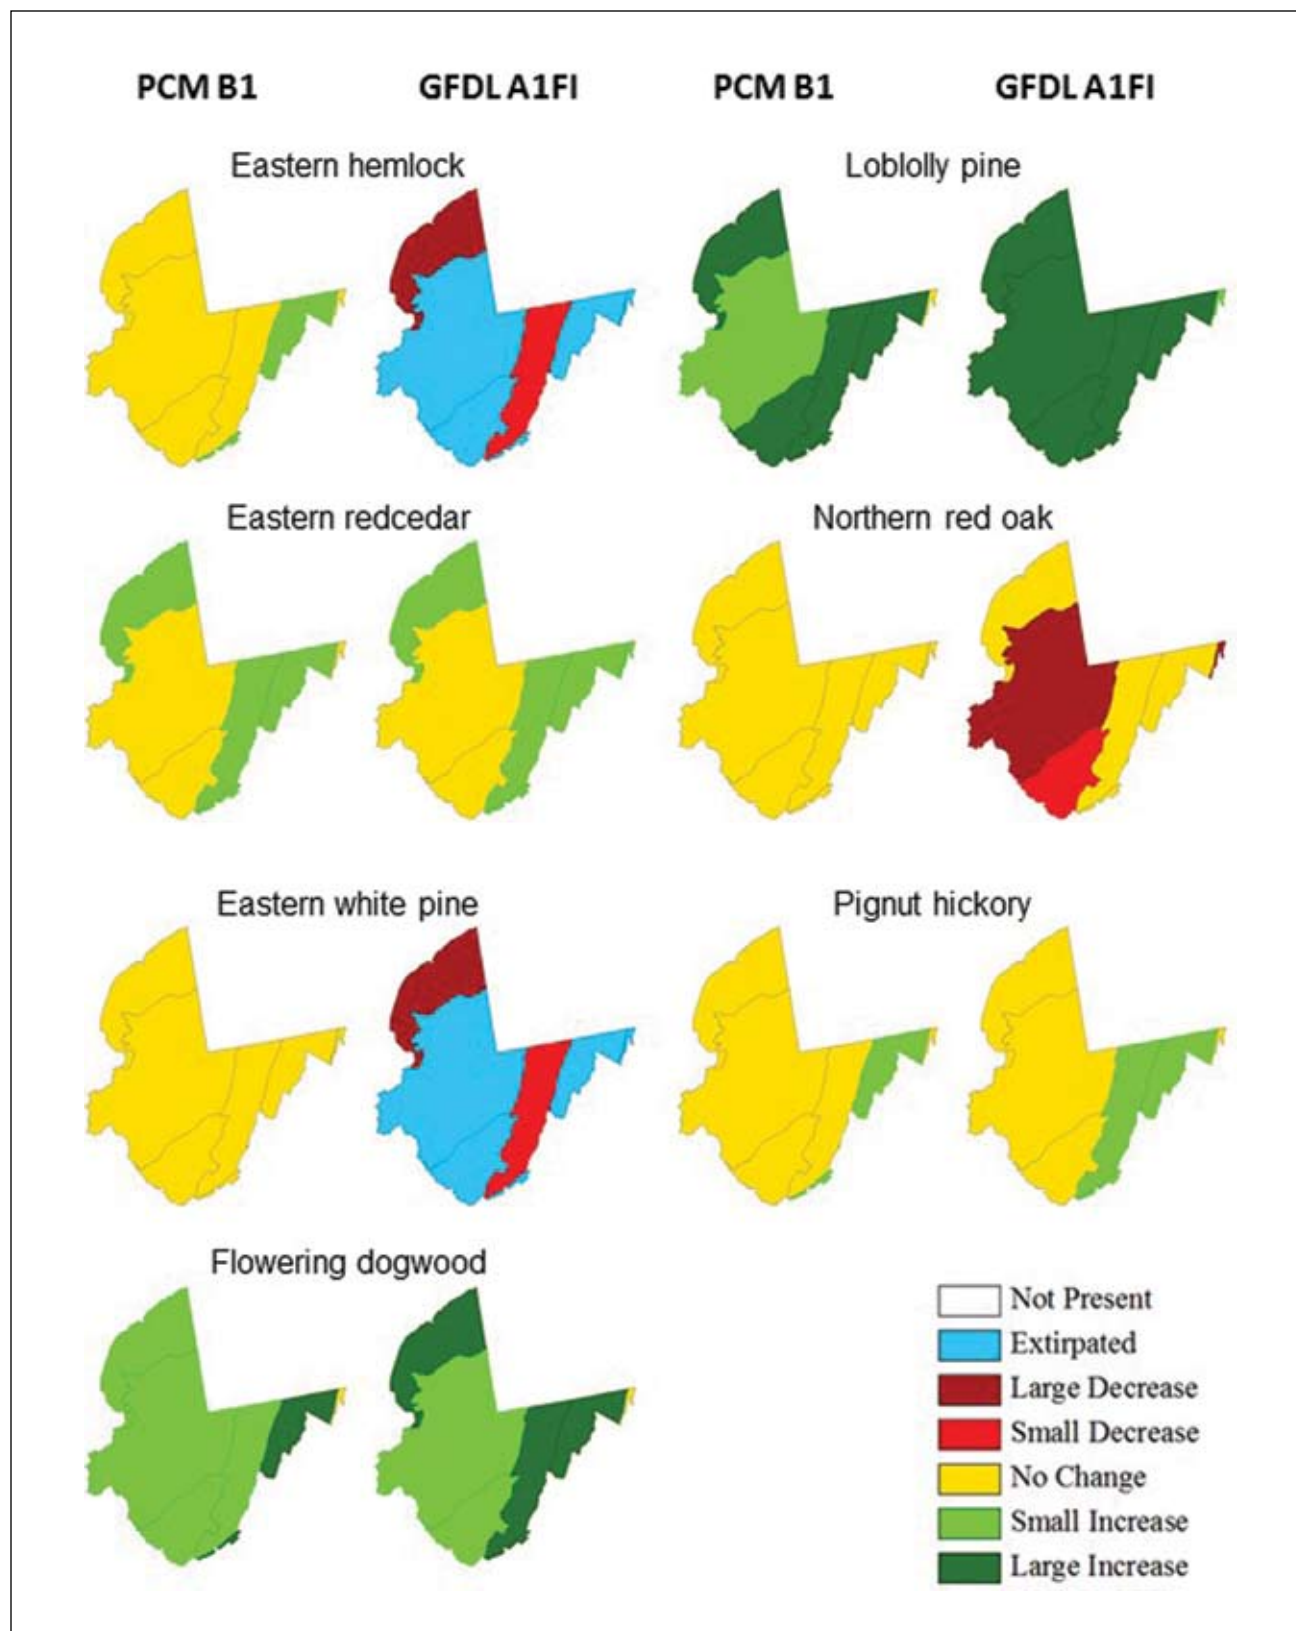 PCM B1 GFDL A1FI PCM B1 GFDL A1FI
Eastern hemlock Loblolly pine
Eastern redcedar Northern red oak
Eastern white pine Pignut hickory
Flowering dogwood
Not Present
Extirpated
Large Decrease
Small Decrease
No Change
Small Increase
Large Increase